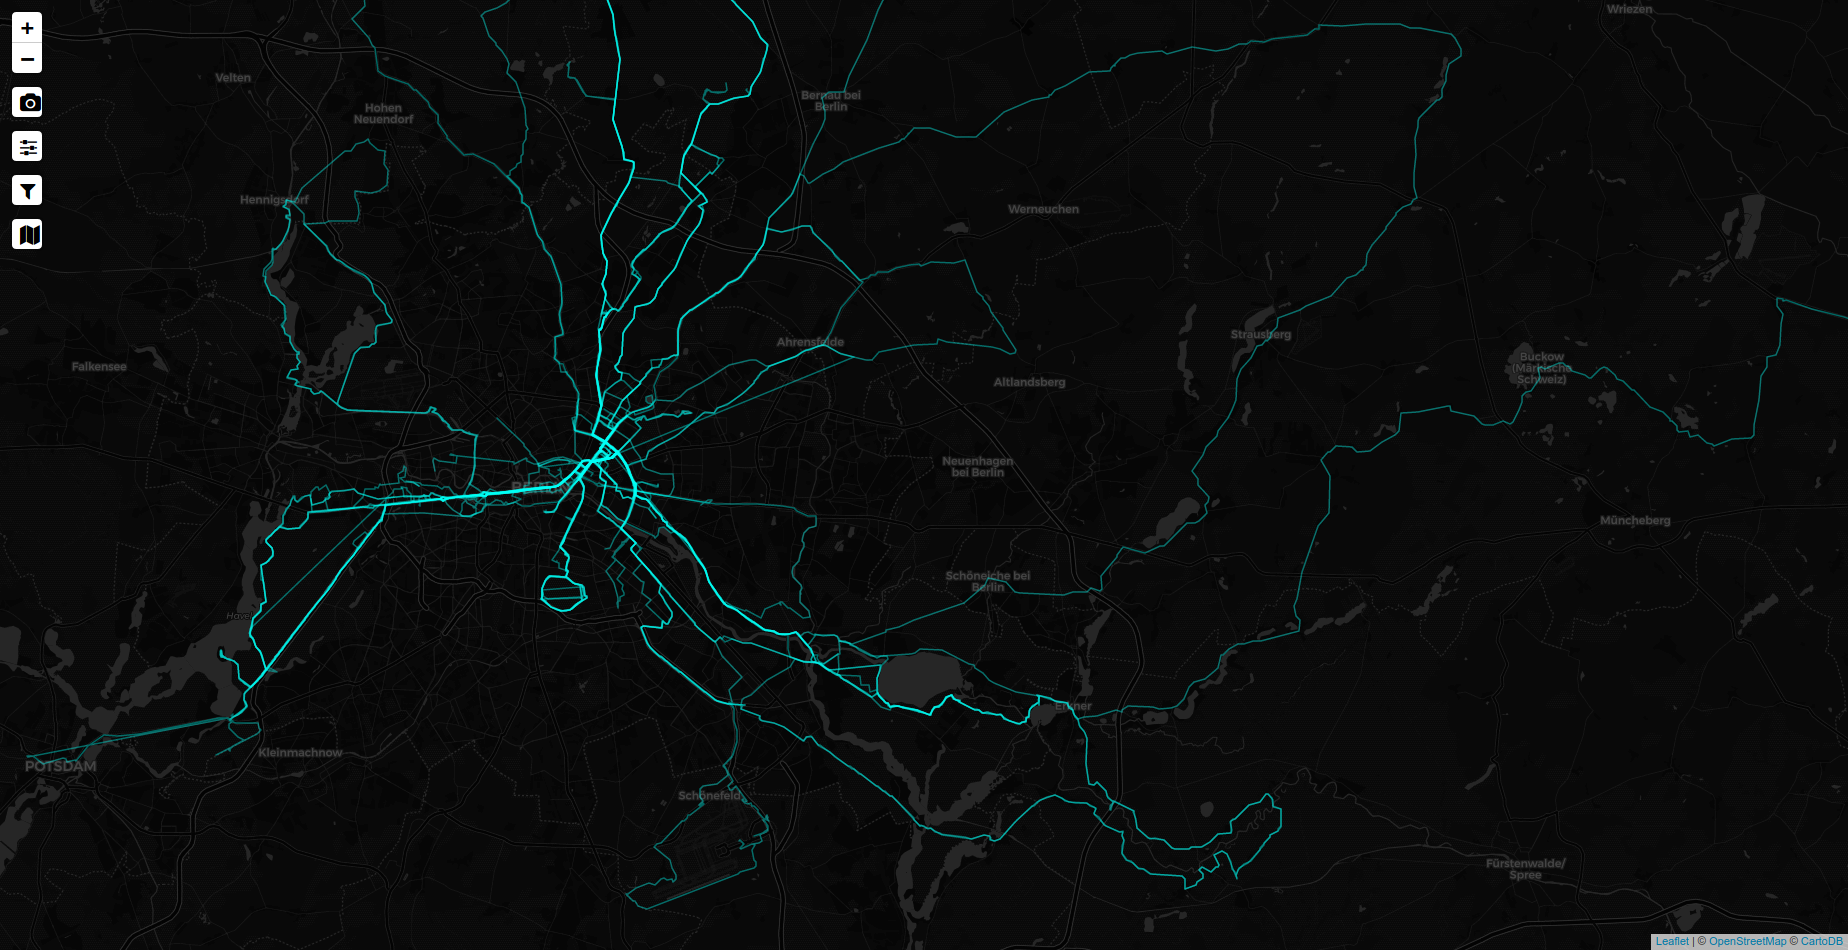 Wriezen
+
−
Velten
Bernau bei
Berlin
Hohen
Neuendorf
Hennigsdorf
Werneuchen
Strausberg
Ahrensfelde
Falkensee
Buckow
(Märkische
Schweiz)
Altlandsberg
Neuenhagen
bei Berlin
BERLIN
Müncheberg
Schöneiche bei
Berlin
Havel
Erkner
Kleinmachnow
POTSDAM
Schönefeld
Fürstenwalde/
Spree
Leaflet | © OpenStreetMap © CartoDB